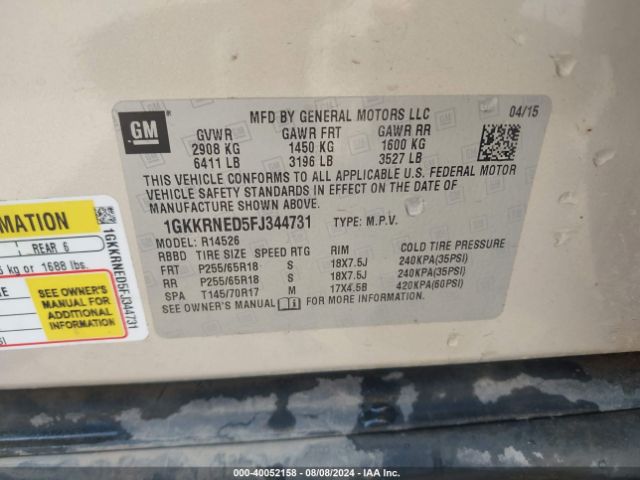 GM
MFD BY GENERAL MOTORS LLC
04/15
GVWR GAWR FRT GAWR RR
2908 KG 1450 KG 1600 KG
6411 LB 3196 LB 3527 LB
THIS VEHICLE CONFORMS TO ALL APPLICABLE U.S. FEDERAL MOTOR
VEHICLE SAFETY STANDARDS IN EFFECT ON THE DATE OF
MANUFACTURE SHOWN ABOVE.
1GKKRNED5FJ344731 TYPE: M.P.V.
MODEL: R14526
RBBD TIRE SIZE SPEED RTG RIM COLD TIRE PRESSURE
FRT P255/65R18 S 18X7.5J 240KPA(35PSI)
RR P255/65R18 S 18X7.5J 240KPA(35PSI)
SPA T145/70R17 M 17X4.5B 420KPA(60PSI)
SEE OWNER'S MANUAL FOR MORE INFORMATION.
REAR 6
kg or 1688 lbs.
SEE OWNER'S
MANUAL FOR
ADDITIONAL
INFORMATION
1GKKRNED5FJ344731
000-40052158 - 08/08/2024 - IAA Inc.